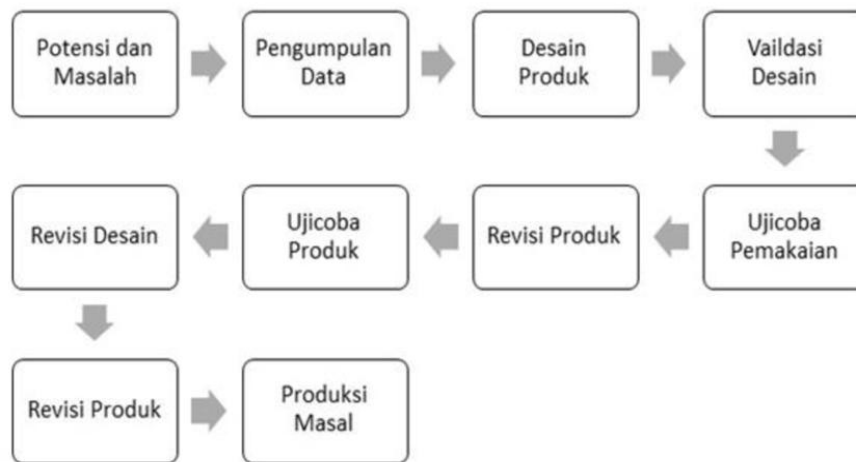 Potensi dan
Masalah
Pengumpulan
Data
Desain
Produk
Vaildasi
Desain
Ujicoba
Pemakaian
Revisi Produk
Ujicoba
Produk
Revisi Desain
Revisi Produk
Produksi
Masal